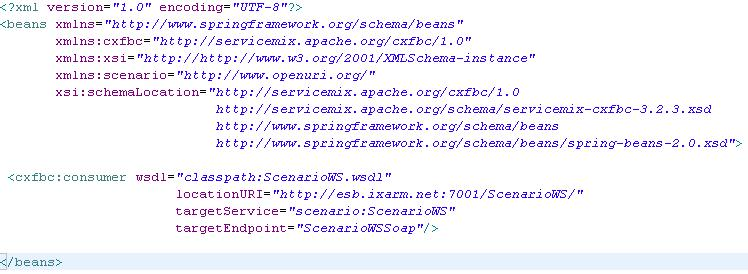 <?xml version="1.0" encoding="UTF-8"?>
<beans xmlns="http://www.springframework.org/schema/beans"
xmlns:cxfbc="http://servicemix.apache.org/cxfbc/1.0"
xmlns:xsi="http://http://www.w3.org/2001/XMLSchema-instance"
xmlns:scenario="http://www.openuri.org/"
xsi:schemaLocation="http://servicemix.apache.org/cxfbc/1.0
http://servicemix.apache.org/schema/servicemix-cxfbc-3.2.3.xsd
http://www.springframework.org/schema/beans
http://www.springframework.org/schema/beans/spring-beans-2.0.xsd">
<cxfbc:consumer wsdl="classpath:ScenarioWS.wsdl"
locationURI="http://esb.ixarm.net:7001/ScenarioWS/"
targetService="scenario:ScenarioWS"
targetEndpoint="ScenarioWSSoap"/>
</beans>